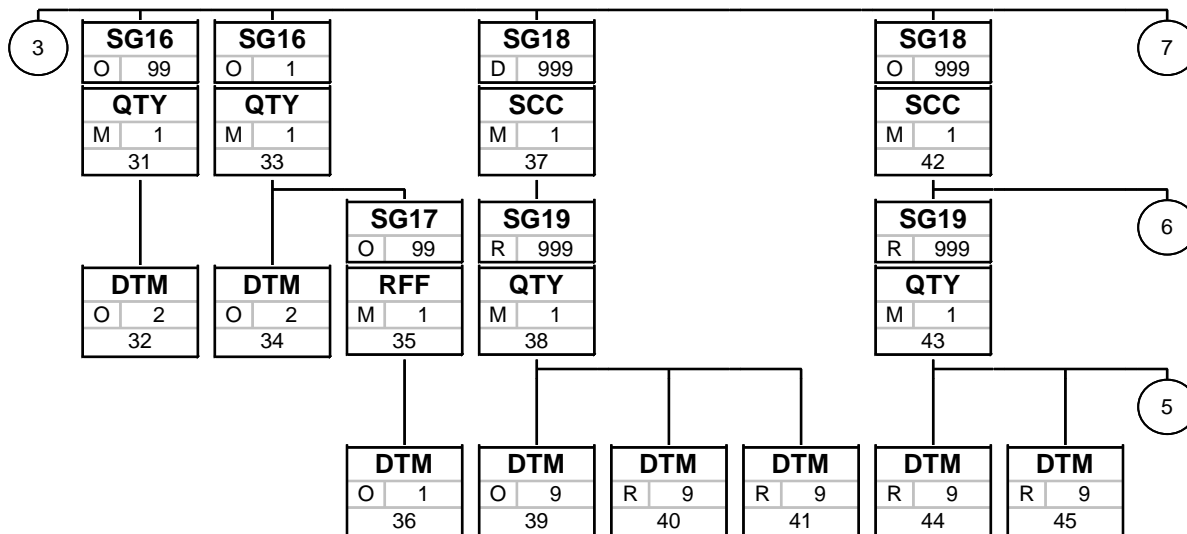 3 SG16 SG16 SG18 SG18 7
O 99 O 1 D 999 O 999
QTY QTY SCC SCC
M 1 M 1 M 1 M 1
31 33 37 42
SG17 SG19 SG19 6
O 99 R 999 R 999
DTM DTM RFF QTY QTY
O 2 O 2 M 1 M 1 M 1
32 34 35 38 43
5
DTM DTM DTM DTM DTM DTM
O 1 O 9 R 9 R 9 R 9 R 9
36 39 40 41 44 45